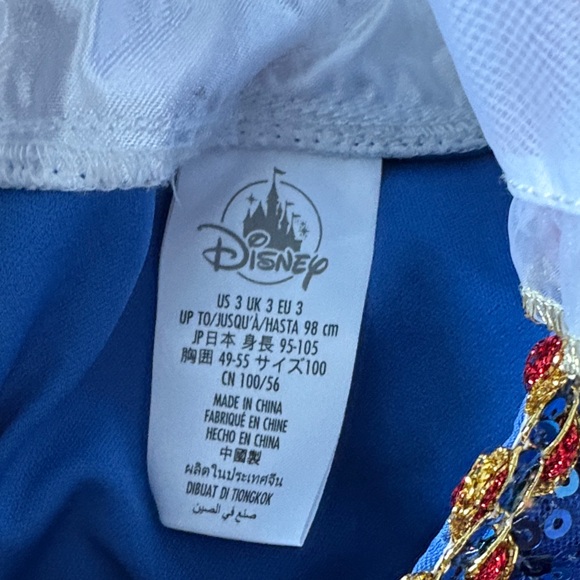 Disney
US 3 UK 3 EU 3
UP TO/JUSQU'À/HASTA 98 cm
JP日本 身長 95-105
胸囲 49-55 サイズ100
CN 100/56
MADE IN CHINA
FABRIQUÉ EN CHINE
HECHO EN CHINA
中國製
ผลิตในประเทศจีน
DIBUAT DI TIONGKOK
صنع في الصين